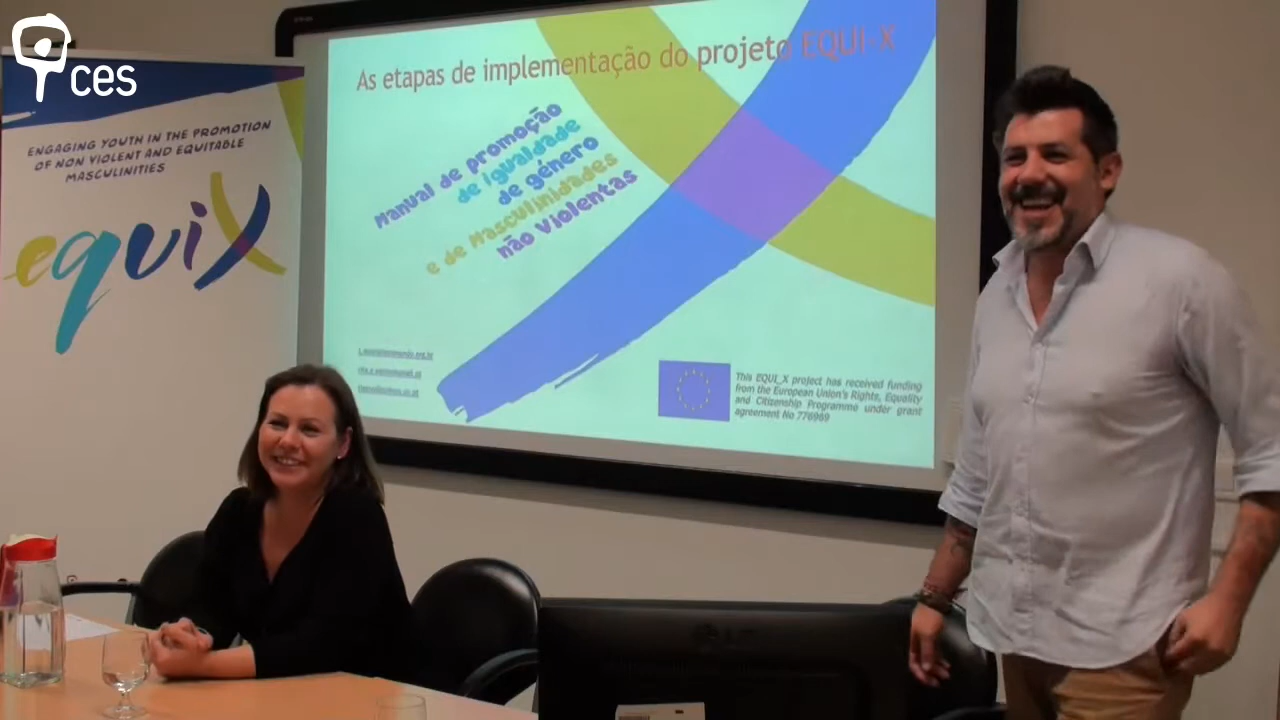 ces
ENGAGING YOUTH IN THE PROMOTION
OF NON VIOLENT AND EQUITABLE
MASCULINITIES
equiX
As etapas de implementação do projeto EQUI-X
Manual de promoção
de igualdade
de género
e de Masculinidades
não Violentas
This EQUI_X project has received funding
from the European Union's Rights, Equality
and Citizenship Programme under grant
agreement No 776969
LG